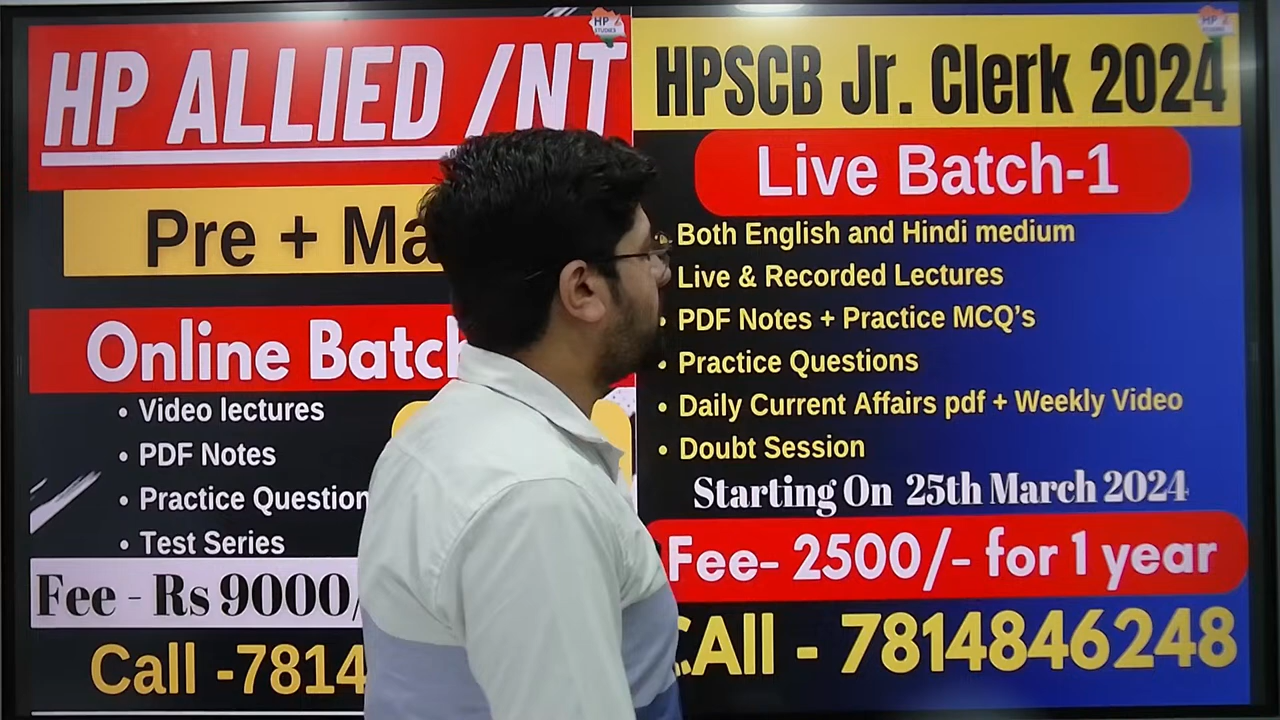 HP ALLIED /NT
Pre + Ma
Online Batch
• Video lectures
• PDF Notes
• Practice Question
• Test Series
Fee - Rs 9000/
Call -7814
HP
STUDIES
HPSCB Jr. Clerk 2024
Live Batch-1
Both English and Hindi medium
Live & Recorded Lectures
• PDF Notes + Practice MCQ's
• Practice Questions
• Daily Current Affairs pdf + Weekly Video
• Doubt Session
Starting On 25th March 2024
Fee- 2500/- for 1 year
CAll - 7814846248